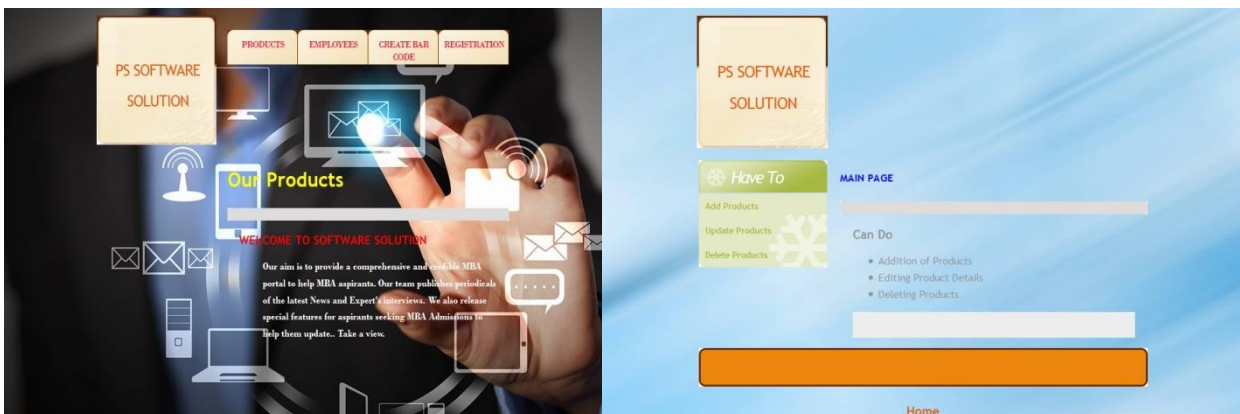 PS SOFTWARE
SOLUTION
PRODUCTS
EMPLOYEES
CREATE BAR
CODE
REGISTRATION
Our Products
WELCOME TO SOFTWARE SOLUTION
Our aim is to provide a comprehensive and credible MBA
portal to help MBA aspirants. Our team publishes periodicals
of the latest News and Expert's interviews. We also release
special features for aspirants seeking MBA Admissions to
help them update.. Take a view.
PS SOFTWARE
SOLUTION
Have To
Add Products
Update Products
Delete Products
MAIN PAGE
Can Do
Addition of Products
Editing Product Details
Deleting Products
Home